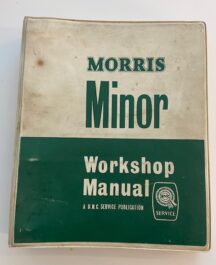 MORRIS
Minor
Workshop
Manual
A B.M.C. SERVICE PUBLICATION
SERVICE